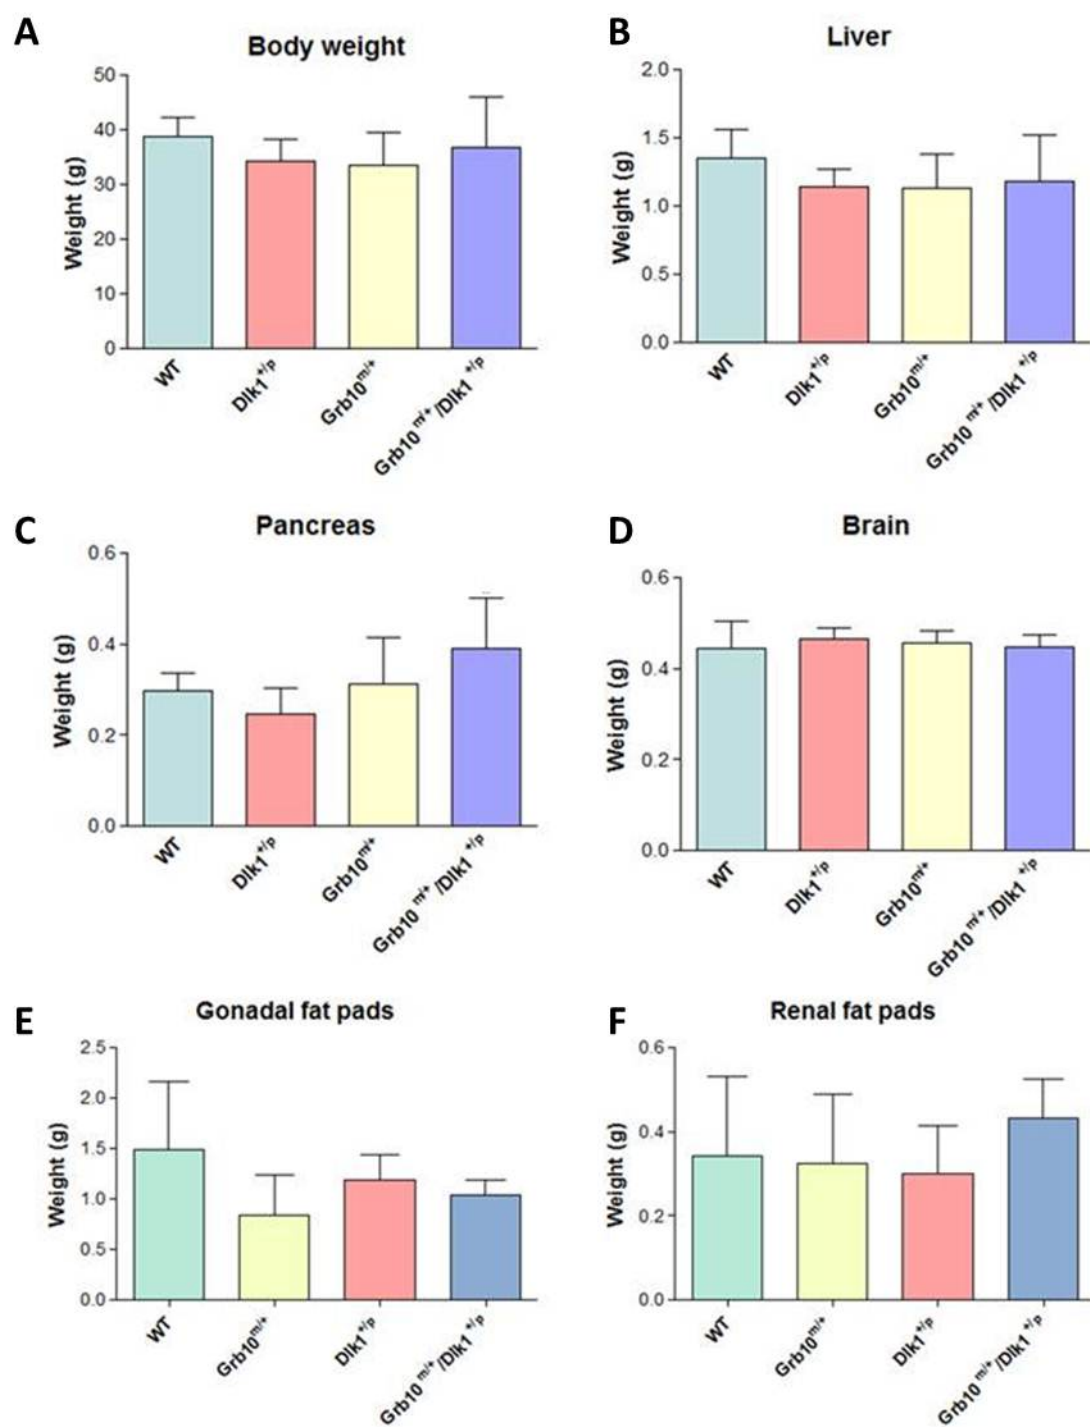 A
Body weight
Weight (g)
50
40
30
20
10
0
WT
Dlk1+/p
Grb10m/+
Grb10 m/+ /Dlk1 +/p
B
Liver
Weight (g)
2.0
1.5
1.0
0.5
0.0
WT
Dlk1+/p
Grb10m/+
Grb10 m/+ /Dlk1 +/p
C
Pancreas
Weight (g)
0.6
0.4
0.2
0.0
WT
Dlk1+/p
Grb10m/+
Grb10 m/+ /Dlk1 +/p
D
Brain
Weight (g)
0.6
0.4
0.2
0.0
WT
Dlk1+/p
Grb10m/+
Grb10 m/+ /Dlk1 +/p
E
Gonadal fat pads
Weight (g)
2.5
2.0
1.5
1.0
0.5
0.0
WT
Grb10m/+
Dlk1+/p
Grb10 m/+ /Dlk1 +/p
F
Renal fat pads
Weight (g)
0.6
0.4
0.2
0.0
WT
Grb10m/+
Dlk1+/p
Grb10 m/+ /Dlk1 +/p